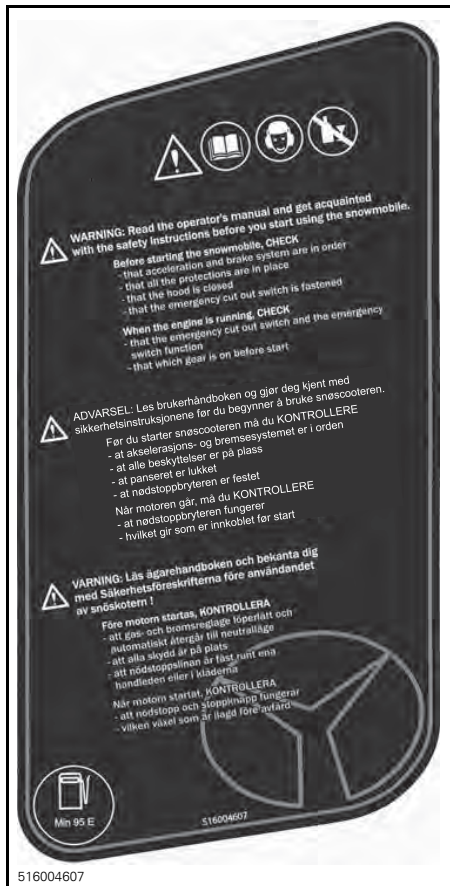 WARNING: Read the operator's manual and get acquainted
with the safety instructions before you start using the snowmobile.
Before starting the snowmobile, CHECK
- that acceleration and brake system are in order
- that all the protections are in place
- that the hood is closed
- that the emergency cut out switch is fastened
When the engine is running, CHECK
- that the emergency cut out switch and the emergency
switch function
- that which gear is on before start
ADVARSEL: Les brukerhåndboken og gjør deg kjent med
sikkerhetsinstruksjonene før du begynner å bruke snøscooteren.
Før du starter snøscooteren må du KONTROLLERE
- at akselerasjons- og bremsesystemet er i orden
- at alle beskyttelser er på plass
- at panseret er lukket
- at nødstoppbryteren er festet
Når motoren går, må du KONTROLLERE
- at nødstoppbryteren fungerer
- hvilket gir som er innkoblet før start
VARNING: Läs ägarehandboken och bekanta dig
med Säkerhetsföreskrifterna före användandet
av snöskotern !
Före motorn startas, KONTROLLERA
- att gas- och bromsreglage löper lätt och
automatiskt återgår till neutralläge
- att alla skydd är på plats
- att nödstoppslinan är fäst runt ena
handleden eller i kläderna
När motorn startat, KONTROLLERA
- att nödstopp och stoppknapp fungerar
- vilken växel som är ilagd före avfärd
Min 95 E
516004607
516004607